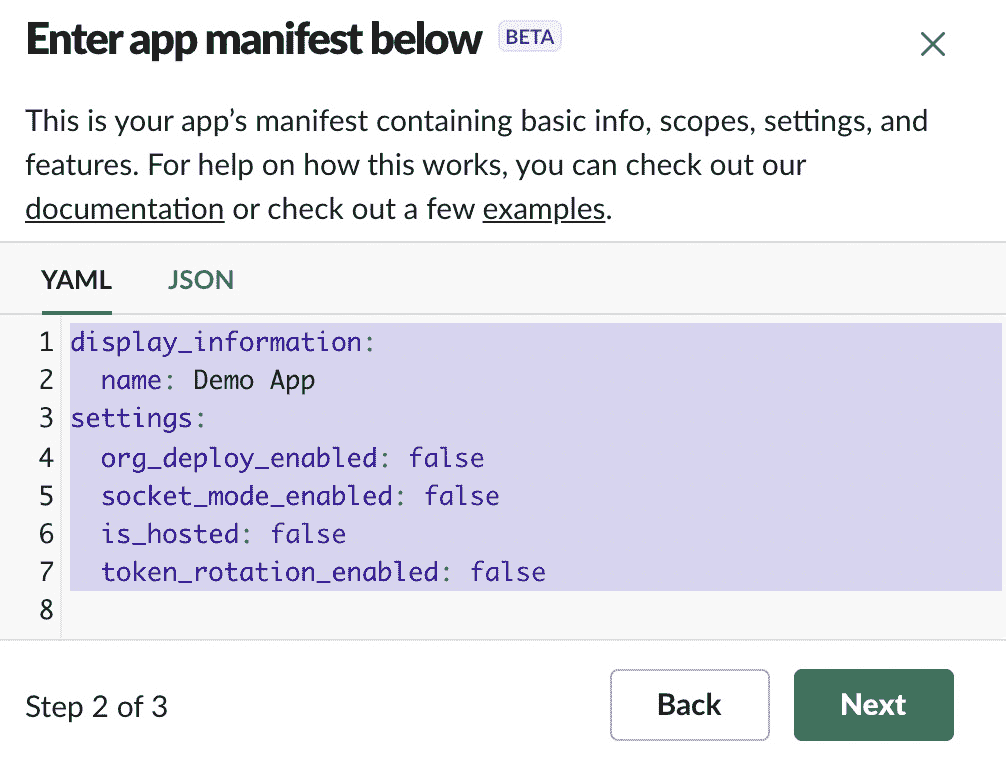 Enter app manifest below BETA
This is your app’s manifest containing basic info, scopes, settings, and
features. For help on how this works, you can check out our
documentation or check out a few examples.
YAML JSON
1 display_information:
2   name: Demo App
3 settings:
4   org_deploy_enabled: false
5   socket_mode_enabled: false
6   is_hosted: false
7   token_rotation_enabled: false
8
Step 2 of 3 Back Next